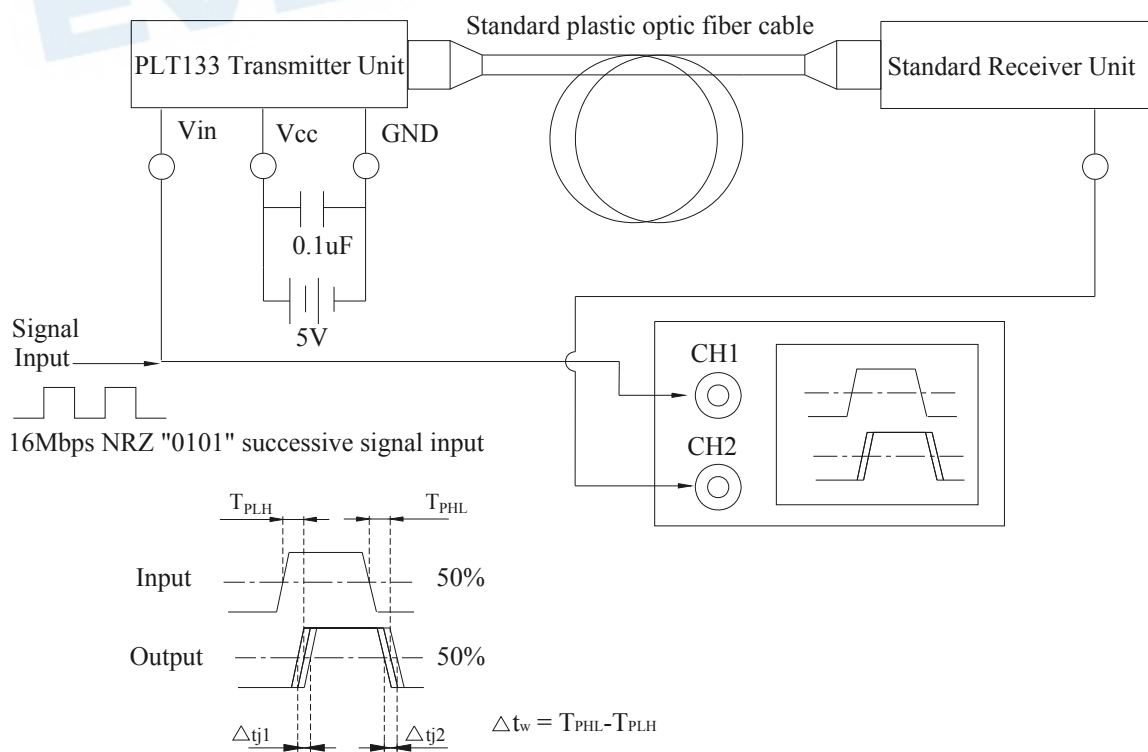 Standard plastic optic fiber cable
PLT133 Transmitter Unit
Standard Receiver Unit
Vin
Vcc
GND
0.1uF
5V
Signal
Input
16Mbps NRZ "0101" successive signal input
CH1
CH2
TPLH
TPHL
Input
50%
Output
50%
△tj1
△tj2
△tw = TPHL-TPLH